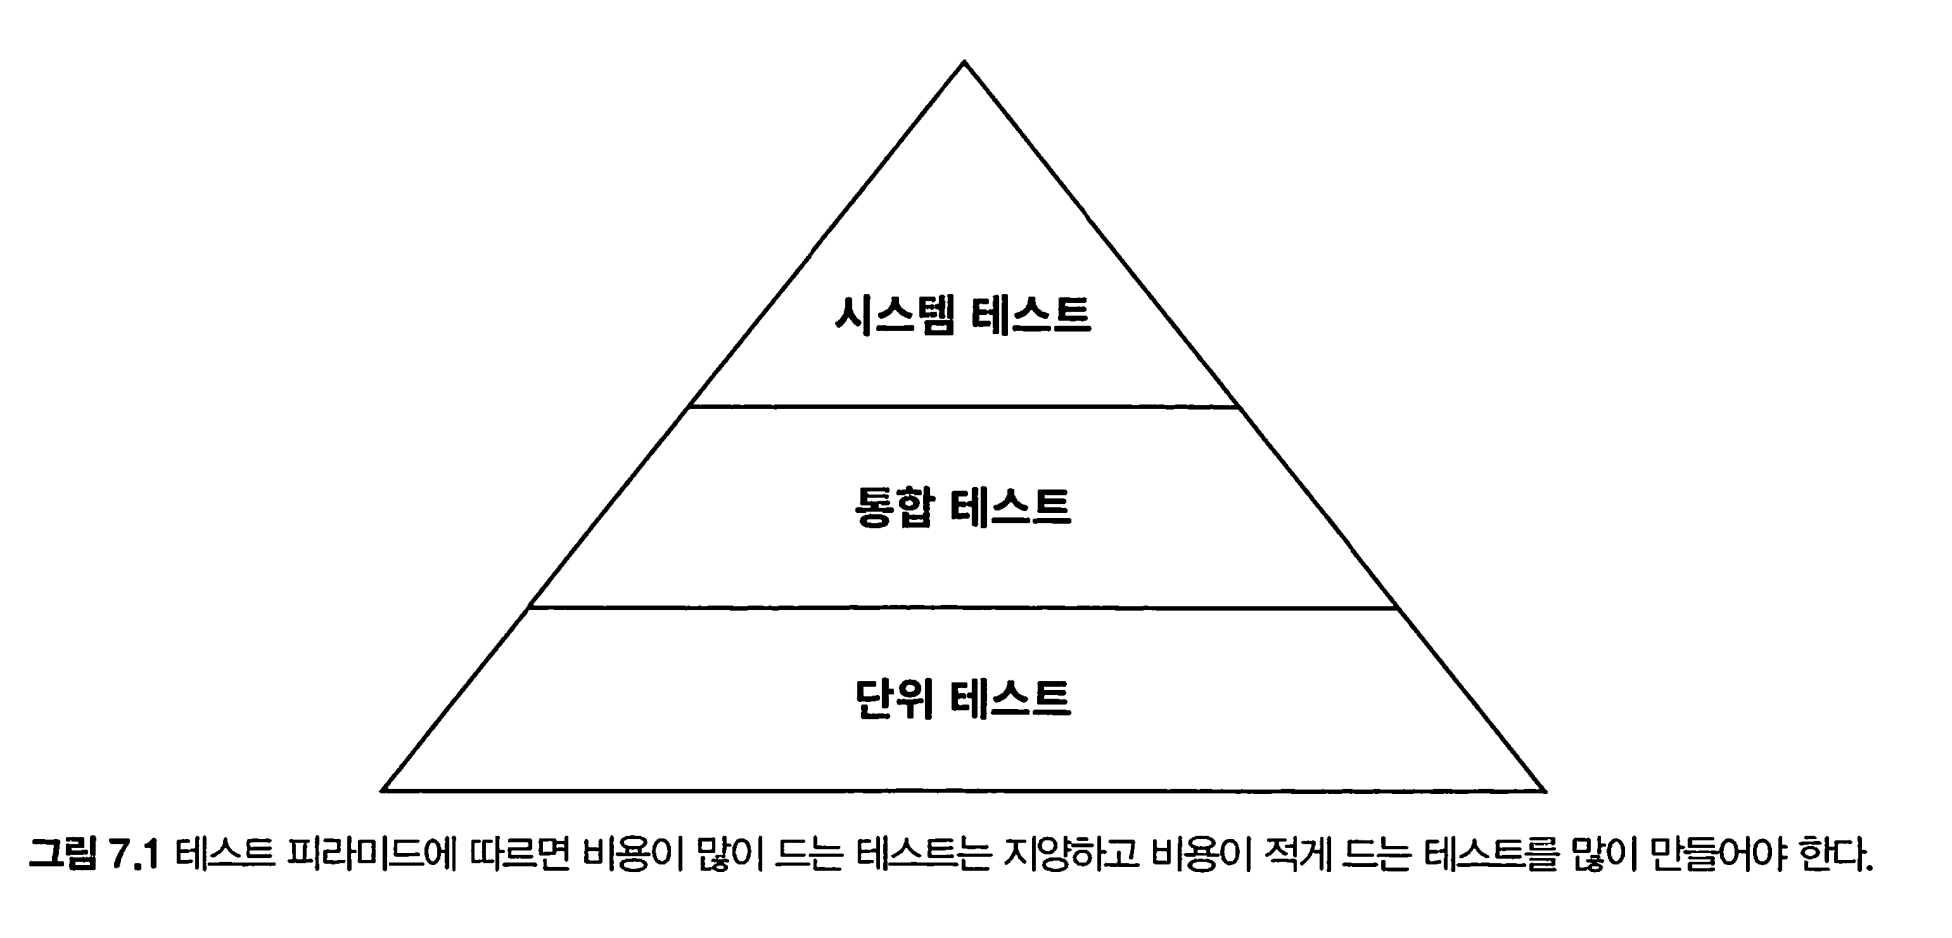 시스템 테스트
통합 테스트
단위 테스트
그림 7.1 테스트 피라미드에 따르면 비용이 많이 드는 테스트는 지양하고 비용이 적게 드는 테스트를 많이 만들어야 한다.